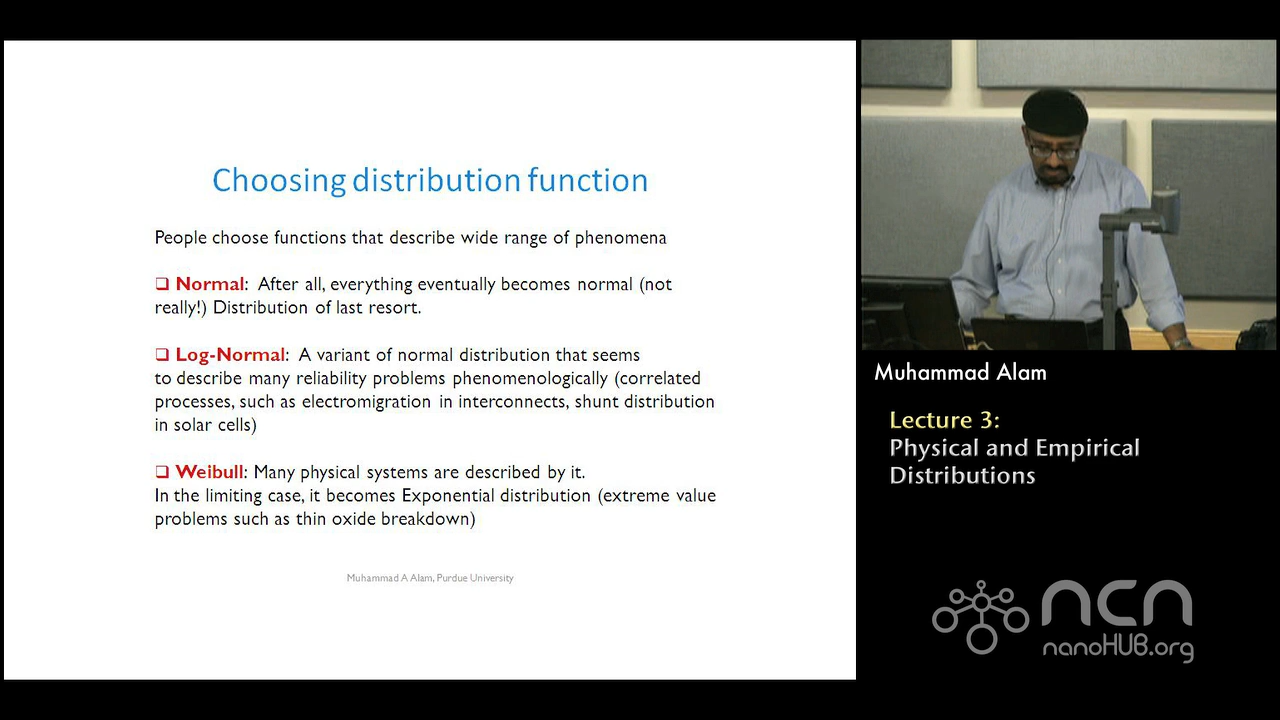 Choosing distribution function
People choose functions that describe wide range of phenomena
❑ Normal: After all, everything eventually becomes normal (not
really!) Distribution of last resort.
❑ Log-Normal: A variant of normal distribution that seems
to describe many reliability problems phenomenologically (correlated
processes, such as electromigration in interconnects, shunt distribution
in solar cells)
❑ Weibull: Many physical systems are described by it.
In the limiting case, it becomes Exponential distribution (extreme value
problems such as thin oxide breakdown)
Muhammad A Alam, Purdue University
Muhammad Alam
Lecture 3:
Physical and Empirical
Distributions
ncn
nanoHUB.org